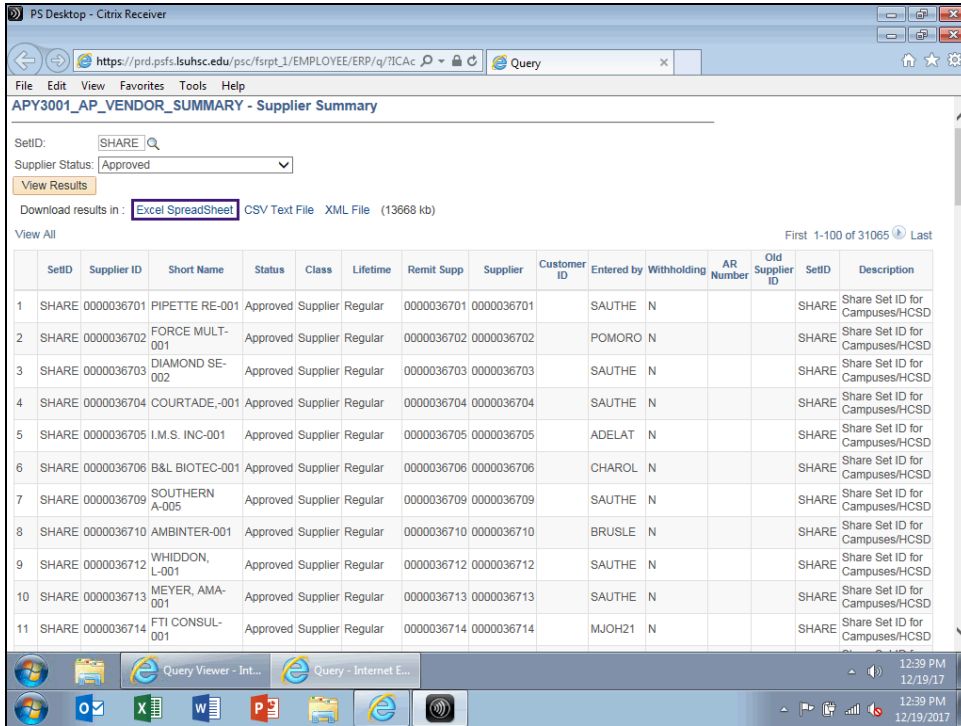 PS Desktop - Citrix Receiver
https://prd.psfs.lsuhsc.edu/psc/fsrpt_1/EMPLOYEE/ERP/q/?ICAc
Query
File Edit View Favorites Tools Help
APY3001_AP_VENDOR_SUMMARY - Supplier Summary
SetID: SHARE
Supplier Status: Approved
View Results
Download results in : Excel SpreadSheet CSV Text File XML File (13668 kb)
View All First 1-100 of 31065 Last
SetID Supplier ID Short Name Status Class Lifetime Remit Supp Supplier Customer ID Entered by Withholding AR Number Old Supplier ID SetID Description
1 SHARE 0000036701 PIPETTE RE-001 Approved Supplier Regular 0000036701 0000036701 SAUTHE N SHARE Share Set ID for Campuses/HCSD
2 SHARE 0000036702 FORCE MULT-001 Approved Supplier Regular 0000036702 0000036702 POMORO N SHARE Share Set ID for Campuses/HCSD
3 SHARE 0000036703 DIAMOND SE-002 Approved Supplier Regular 0000036703 0000036703 SAUTHE N SHARE Share Set ID for Campuses/HCSD
4 SHARE 0000036704 COURTADE,-001 Approved Supplier Regular 0000036704 0000036704 SAUTHE N SHARE Share Set ID for Campuses/HCSD
5 SHARE 0000036705 I.M.S. INC-001 Approved Supplier Regular 0000036705 0000036705 ADELAT N SHARE Share Set ID for Campuses/HCSD
6 SHARE 0000036706 B&L BIOTEC-001 Approved Supplier Regular 0000036706 0000036706 CHAROL N SHARE Share Set ID for Campuses/HCSD
7 SHARE 0000036709 SOUTHERN A-005 Approved Supplier Regular 0000036709 0000036709 SAUTHE N SHARE Share Set ID for Campuses/HCSD
8 SHARE 0000036710 AMBINTER-001 Approved Supplier Regular 0000036710 0000036710 BRUSLE N SHARE Share Set ID for Campuses/HCSD
9 SHARE 0000036712 WHIDDON, L-001 Approved Supplier Regular 0000036712 0000036712 SAUTHE N SHARE Share Set ID for Campuses/HCSD
10 SHARE 0000036713 MEYER, AMA-001 Approved Supplier Regular 0000036713 0000036713 SAUTHE N SHARE Share Set ID for Campuses/HCSD
11 SHARE 0000036714 FTI CONSUL-001 Approved Supplier Regular 0000036714 0000036714 MJOH21 N SHARE Share Set ID for Campuses/HCSD
Query Viewer - Int... Query - Internet E... 12:39 PM
12/19/17
12:39 PM
12/19/2017